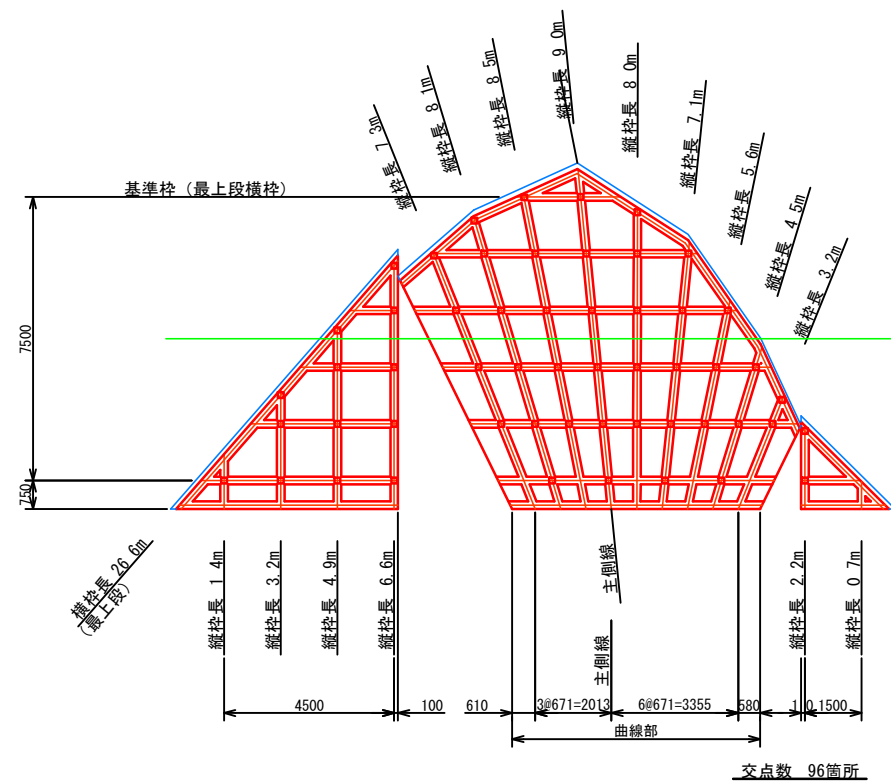 縦枠長 7.3m
縦枠長 8.1m
縦枠長 8.5m
縦枠長 9.0m
縦枠長 8.0m
縦枠長 7.1m
縦枠長 5.6m
縦枠長 4.5m
縦枠長 3.2m
基準枠（最上段横枠）
7500
750
横枠長 26.6m
（最上段）
縦枠長 1.4m
縦枠長 3.2m
縦枠長 4.9m
縦枠長 6.6m
主側線
主側線
縦枠長 2.2m
縦枠長 0.7m
4500
100
610
3@671=2013
6@671=3355
580
1500
曲線部
交点数 96箇所